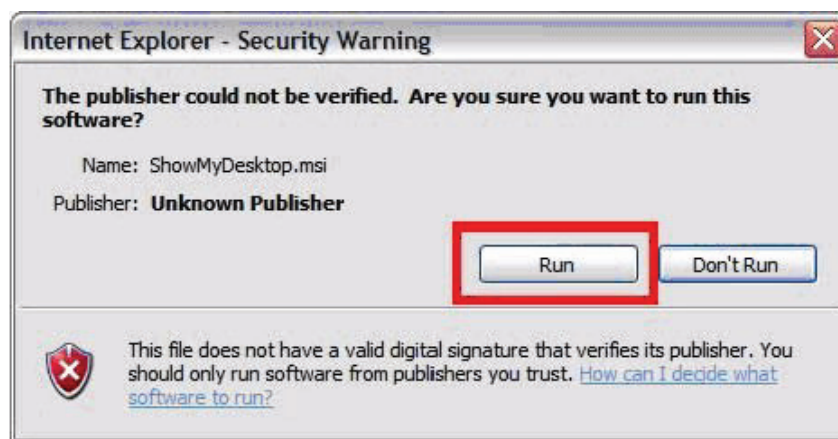 Internet Explorer - Security Warning
The publisher could not be verified.  Are you sure you want to run this
software?
Name: ShowMyDesktop.msi
Publisher: Unknown Publisher
Run Don't Run
This file does not have a valid digital signature that verifies its publisher. You
should only run software from publishers you trust. How can I decide what
software to run?